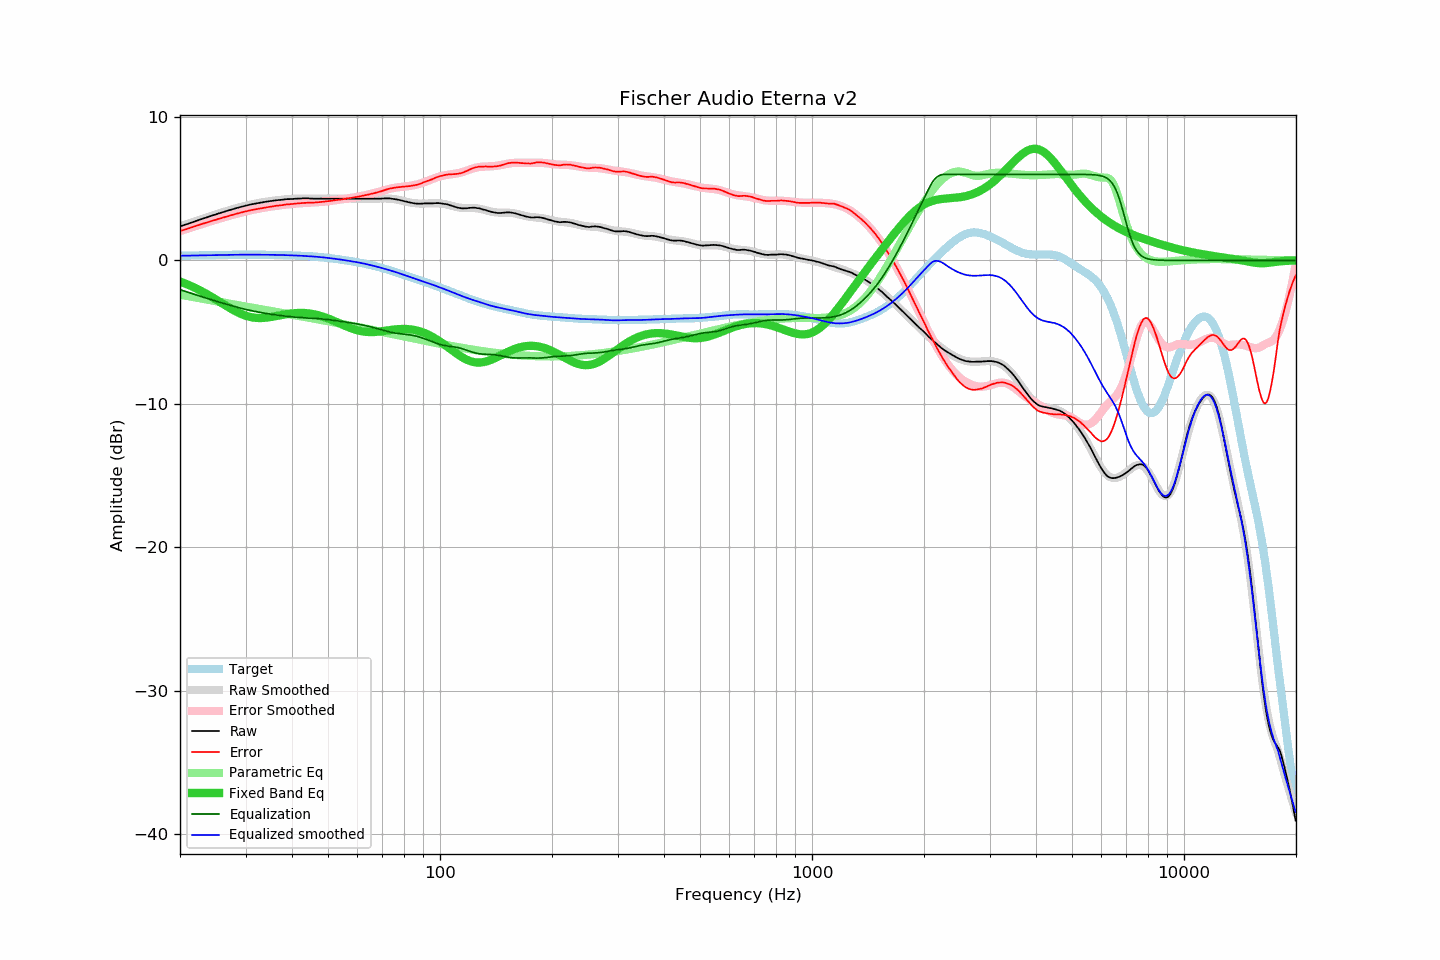 Fischer Audio Eterna v2
10
0
−10
−20
−30
−40
Amplitude (dBr)
Target
Raw Smoothed
Error Smoothed
Raw
Error
Parametric Eq
Fixed Band Eq
Equalization
Equalized smoothed
100
1000
10000
Frequency (Hz)